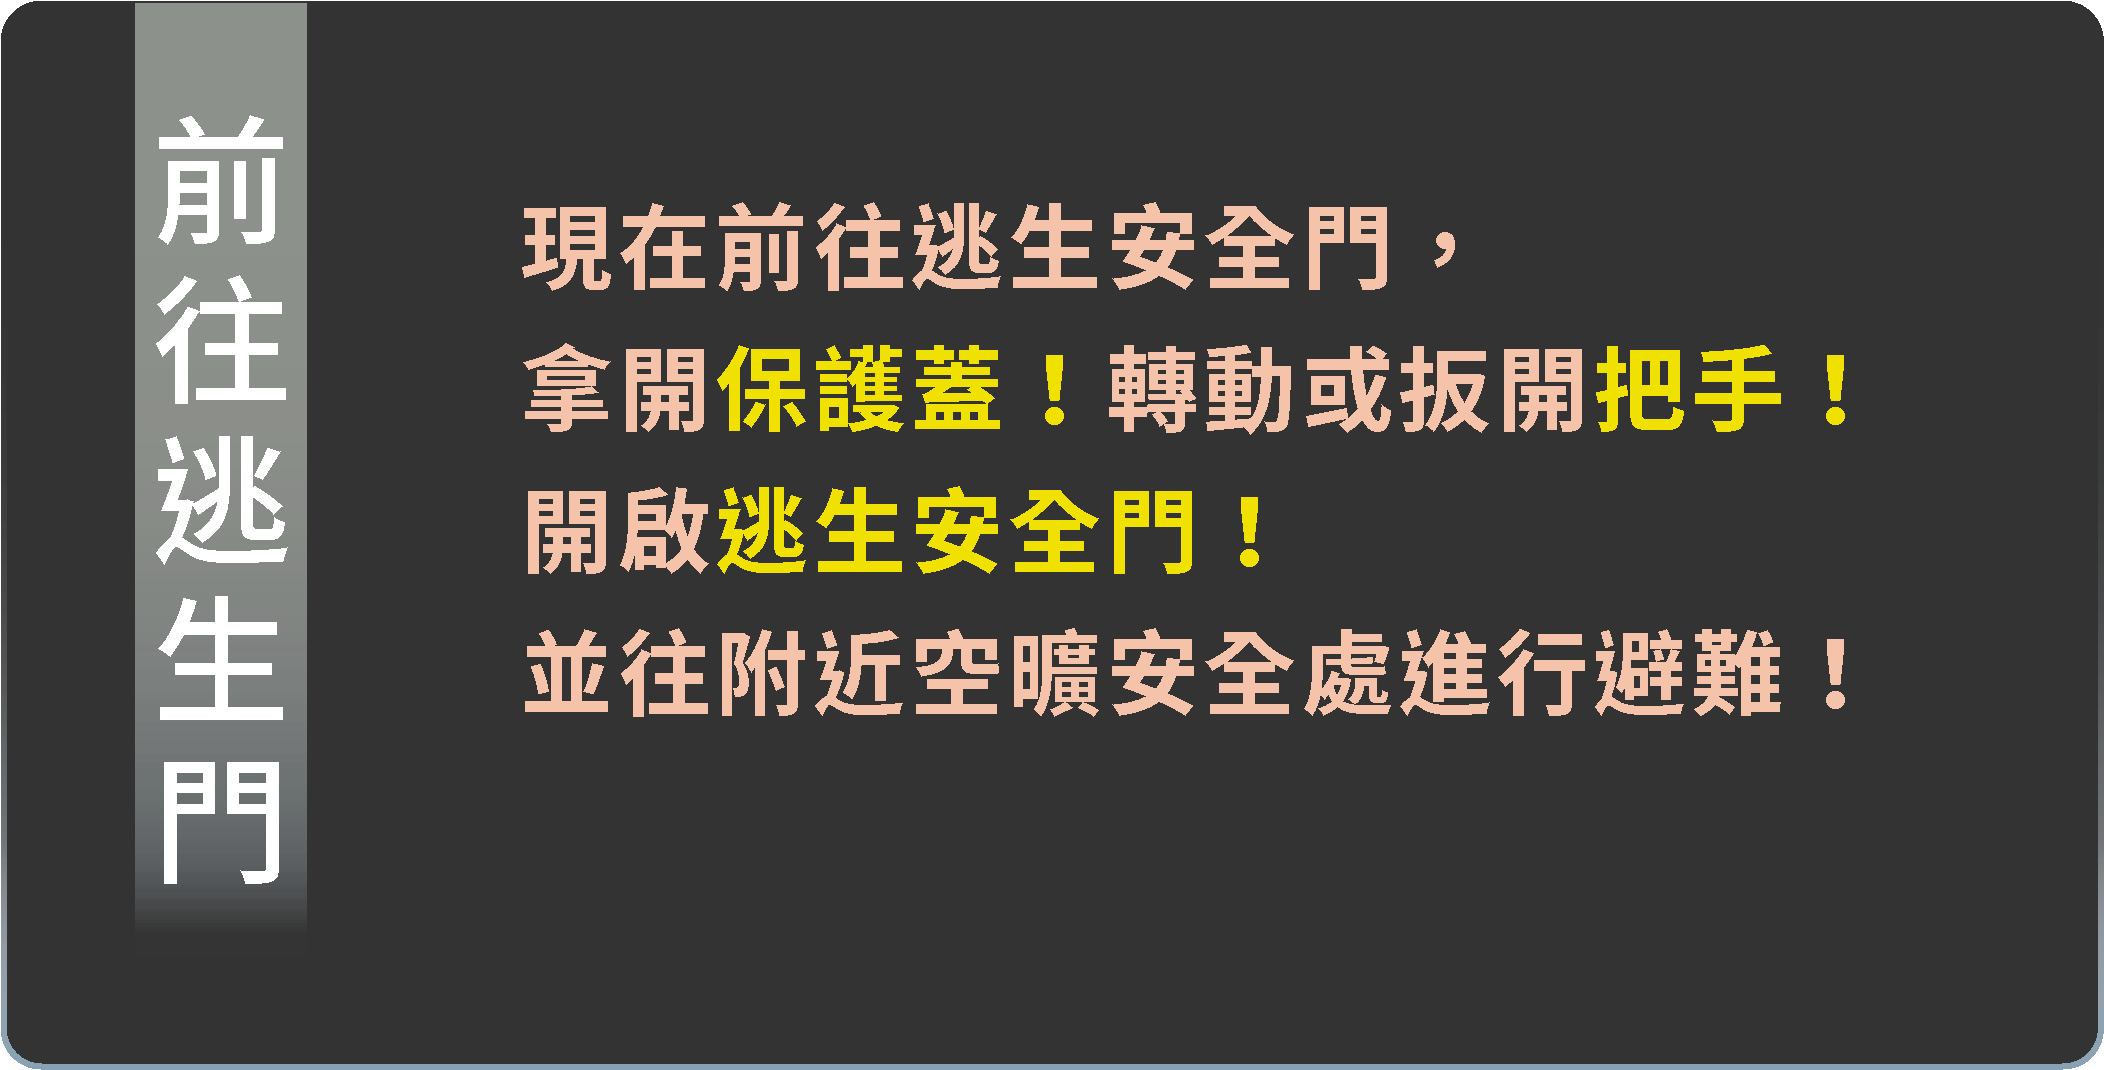 前往逃生門
現在前往逃生安全門，
拿開保護蓋！轉動或扳開把手！
開啟逃生安全門！
並往附近空曠安全處進行避難！